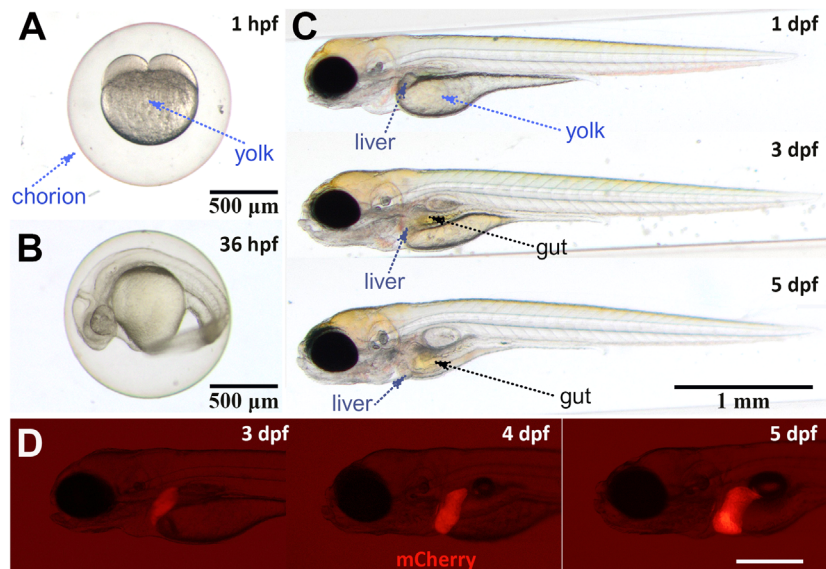 A
1 hpf
yolk
chorion
500 µm
B
36 hpf
500 µm
C
1 dpf
liver
yolk
3 dpf
gut
liver
5 dpf
gut
liver
1 mm
D
3 dpf
4 dpf
5 dpf
mCherry